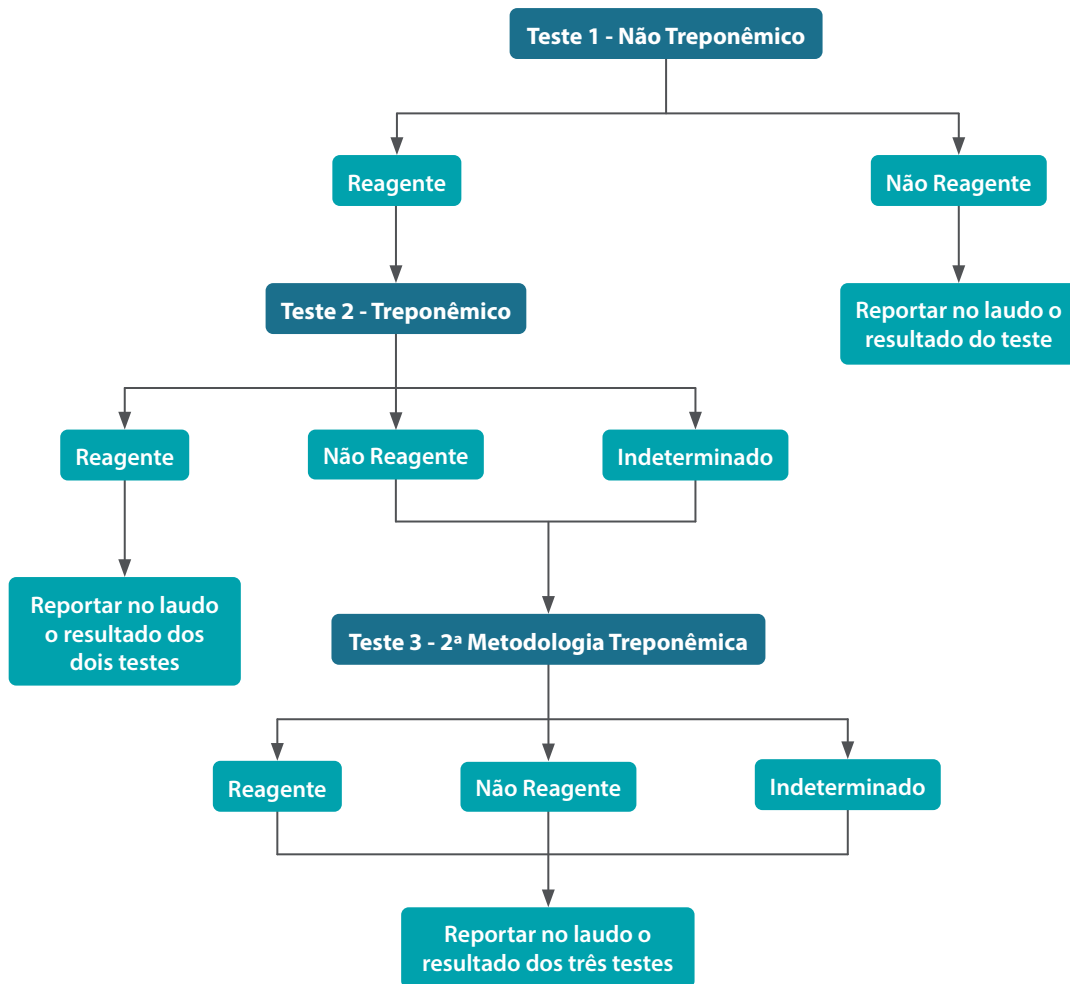 Teste 1 - Não Treponêmico
Reagente
Não Reagente
Teste 2 - Treponêmico
Reportar no laudo o
resultado do teste
Reagente
Não Reagente
Indeterminado
Reportar no laudo
o resultado dos
dois testes
Teste 3 - 2ª Metodologia Treponêmica
Reagente
Não Reagente
Indeterminado
Reportar no laudo o
resultado dos três testes